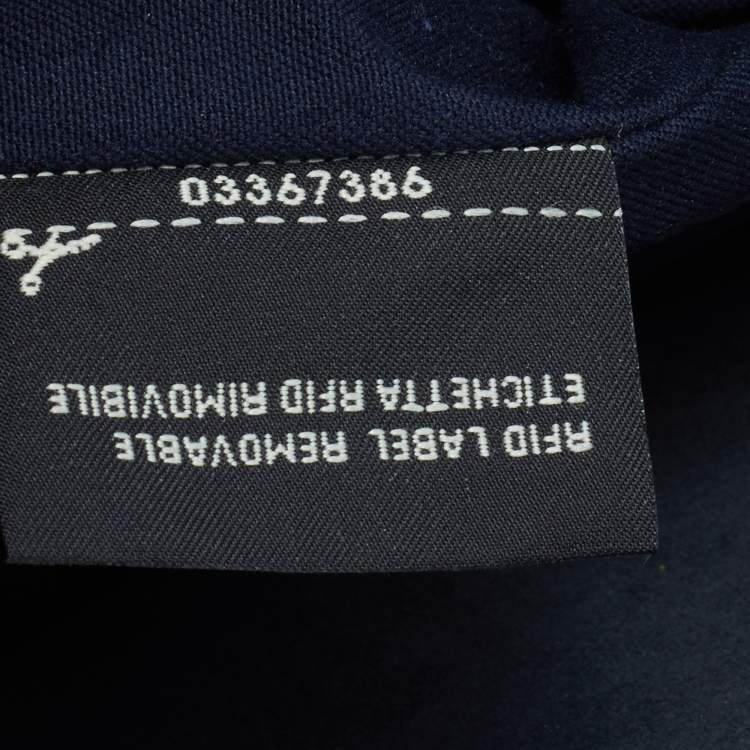 03367386
RFID LABEL REMOVABLE
ETICHETTA RFID RIMOVIBILE